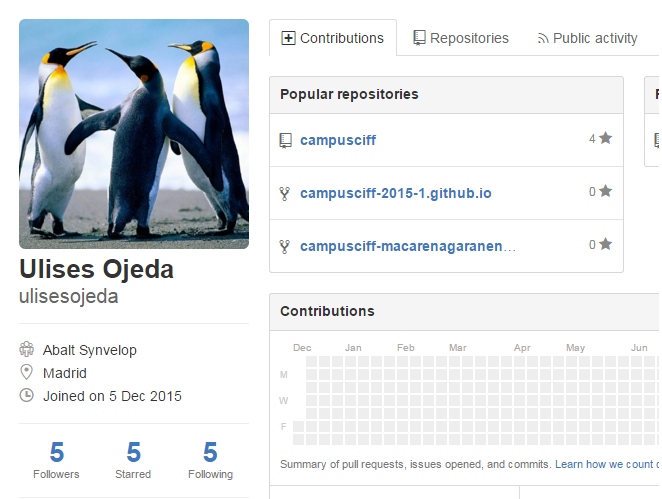 Contributions
Repositories
Public activity
Popular repositories
campusciff
4
campusciff-2015-1.github.io
0
campusciff-macarenagaranen…
0
Ulises Ojeda
ulisesojeda
Abalt Synvelop
Madrid
Joined on 5 Dec 2015
5
Followers
5
Starred
5
Following
Contributions
Dec Jan Feb Mar Apr May Jun
M
W
F
Summary of pull requests, issues opened, and commits. Learn how we count